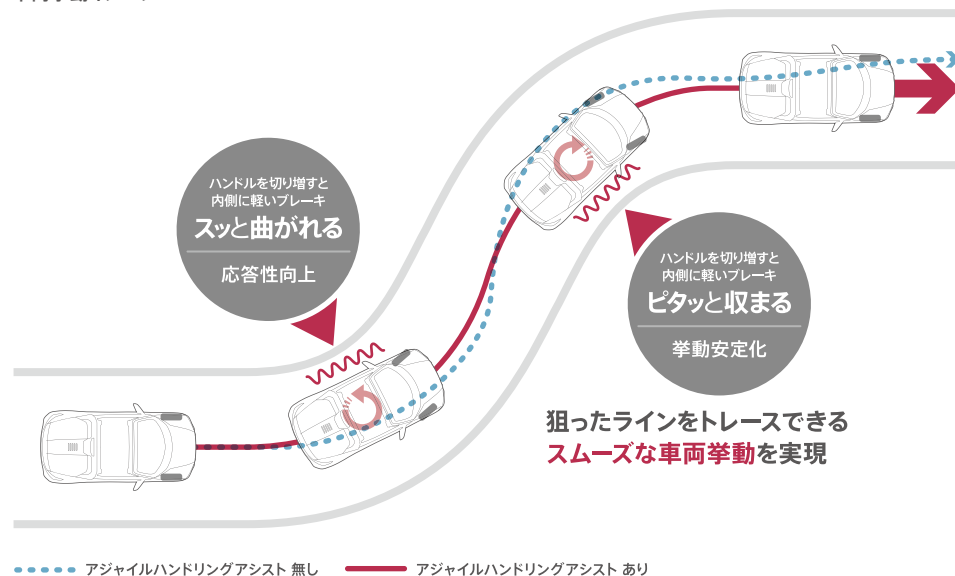 ハンドルを切り増すと
内側に軽いブレーキ
スッと曲がれる
応答性向上
ハンドルを切り増すと
内側に軽いブレーキ
ピタッと収まる
挙動安定化
狙ったラインをトレースできる
スムーズな車両挙動を実現
アジャイルハンドリングアシスト 無し
アジャイルハンドリングアシスト あり